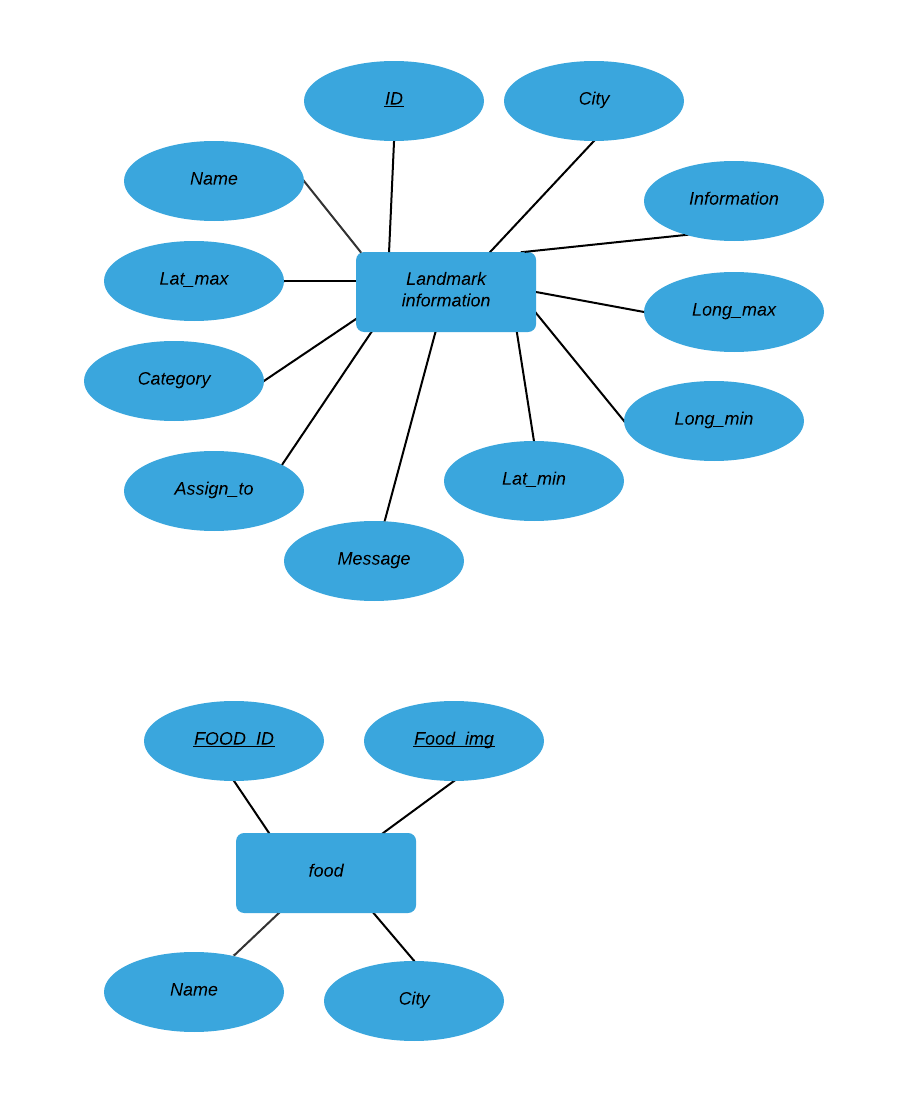 ID
City
Name
Information
Lat_max
Landmark
information
Long_max
Category
Long_min
Assign_to
Lat_min
Message
FOOD_ID
Food_img
food
Name
City